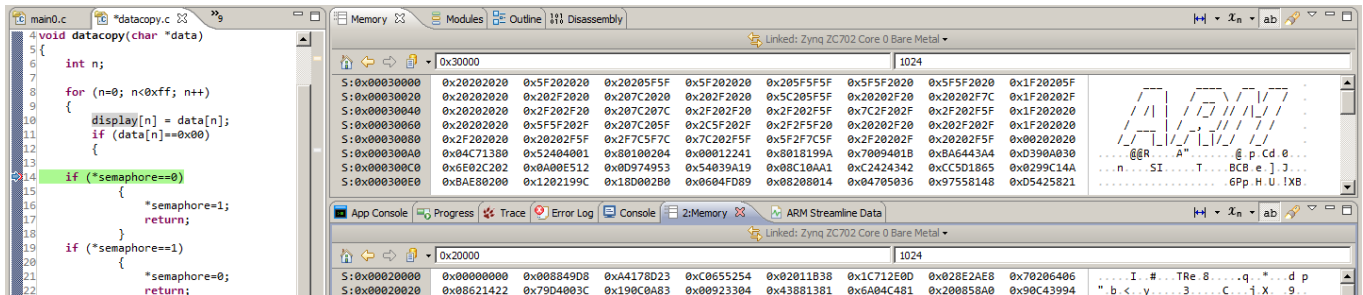 main0.c
*datacopy.c
»9
4 void datacopy(char *data)
5 {
6 int n;
7
8 for (n=0; n<0xff; n++)
9 {
10 display[n] = data[n];
11 if (data[n]==0x00)
12 {
13
14 if (*semaphore==0)
15 {
16 *semaphore=1;
17 return;
18 }
19 if (*semaphore==1)
20 {
21 *semaphore=0;
22 return;
Memory
Modules
Outline
Disassembly
Linked: Zynq ZC702 Core 0 Bare Metal
0x30000
1024
S:0x00030000 0x20202020 0x5F202020 0x20205F5F 0x5F202020 0x205F5F5F 0x5F5F2020 0x5F5F2020 0x1F20205F
S:0x00030020 0x20202020 0x2F202020 0x207C2020 0x202F2020 0x5C205F5F 0x20202F20 0x20202F7C 0x1F20202F
S:0x00030040 0x20202020 0x2F202F20 0x207C207C 0x2F202F20 0x2F2F5F20 0x7C2F202F 0x2F202F5F 0x1F202020
S:0x00030060 0x20202020 0x5F5F202F 0x207C205F 0x2C5F202F 0x2F2F5F20 0x20202F20 0x202F202F 0x1F202020
S:0x00030080 0x2F202020 0x20202F5F 0x2F7C5F7C 0x7C202F5F 0x5F2F7C5F 0x2F20202F 0x20202F5F 0x00202020
S:0x000300A0 0x04C71380 0x52404001 0x80100204 0x00012241 0x8018199A 0x7009401B 0xBA6443A4 0xD390A030
S:0x000300C0 0x6E02C202 0x0A00E512 0x0D974953 0x54039A19 0x08C10AA1 0xC2424342 0xCC5D1865 0x0299C14A
S:0x000300E0 0xBAE80200 0x1202199C 0x18D002B0 0x0604FD89 0x08208014 0x04705036 0x97558148 0xD5425821
App Console
Progress
Trace
Error Log
Console
2:Memory
ARM Streamline Data
Linked: Zynq ZC702 Core 0 Bare Metal
0x20000
1024
S:0x00020000 0x00000000 0x008849D8 0xA4178D23 0xC0655254 0x02011B38 0x1C712E0D 0x028E2AE8 0x70206406
S:0x00020020 0x08621422 0x79D4003C 0x190C0A83 0x00923304 0x43881381 0x6A04C481 0x200858A0 0x90C43994